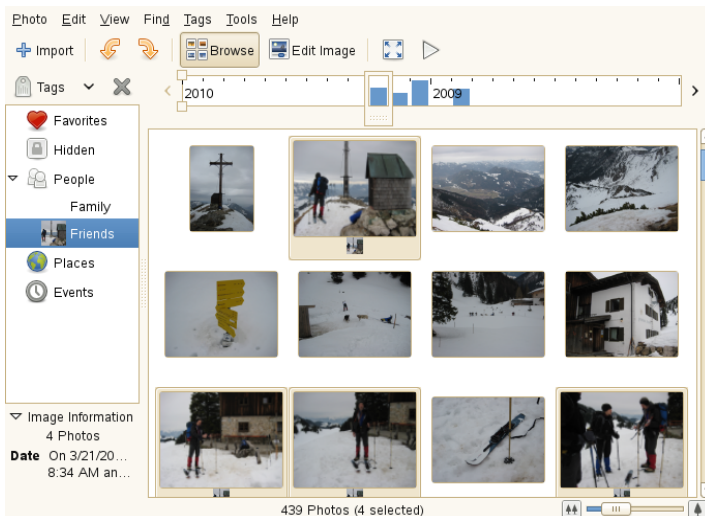 Photo Edit View Find Tags Tools Help
Import Browse Edit Image
Tags 2010 2009
Favorites
Hidden
People
Family
Friends
Places
Events
Image Information
4 Photos
Date On 3/21/20...
8:34 AM an...
439 Photos (4 selected)